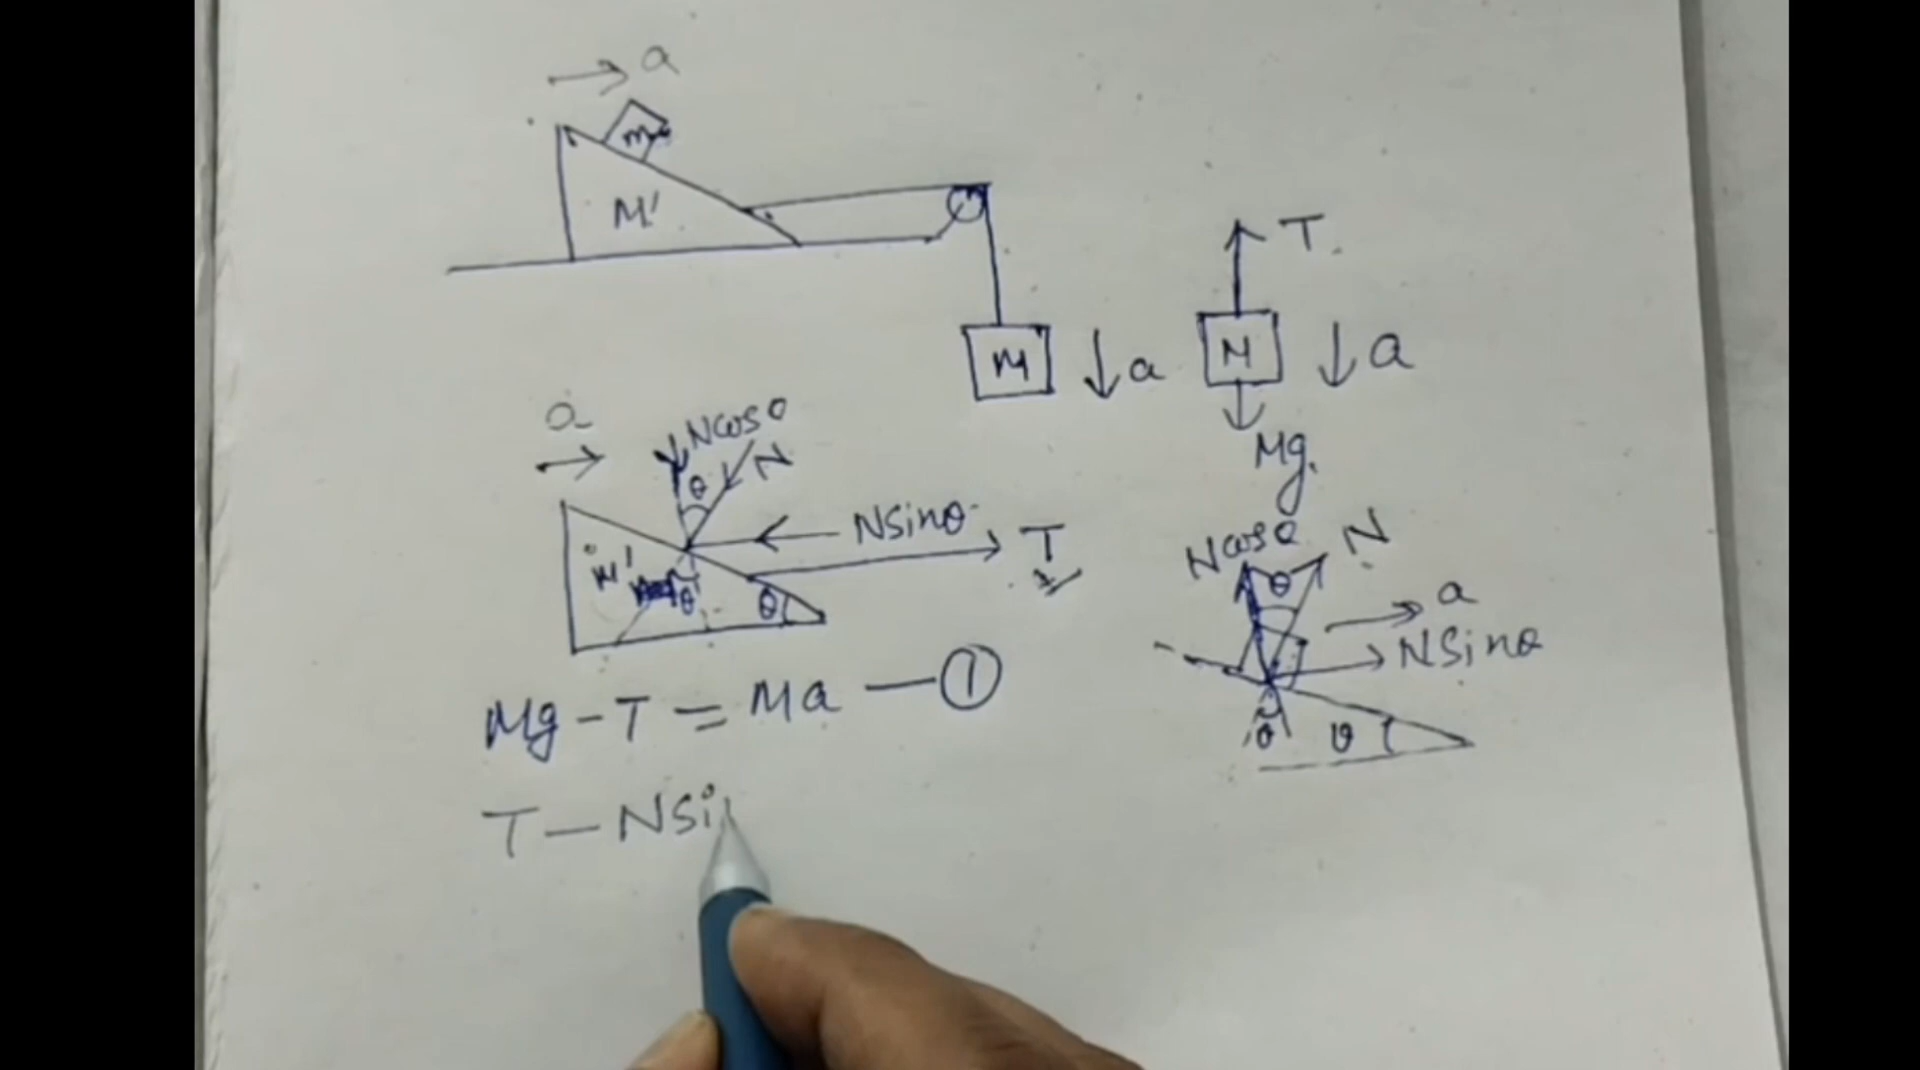 a
m
M'
T
M
a
M
a
Mg.
a
Ncosθ
θ
N
Nsinθ
T
M'
θ
θ
Ncosθ
N
θ
a
Nsinθ
θ
θ
Mg - T = Ma — ①
T - NSi